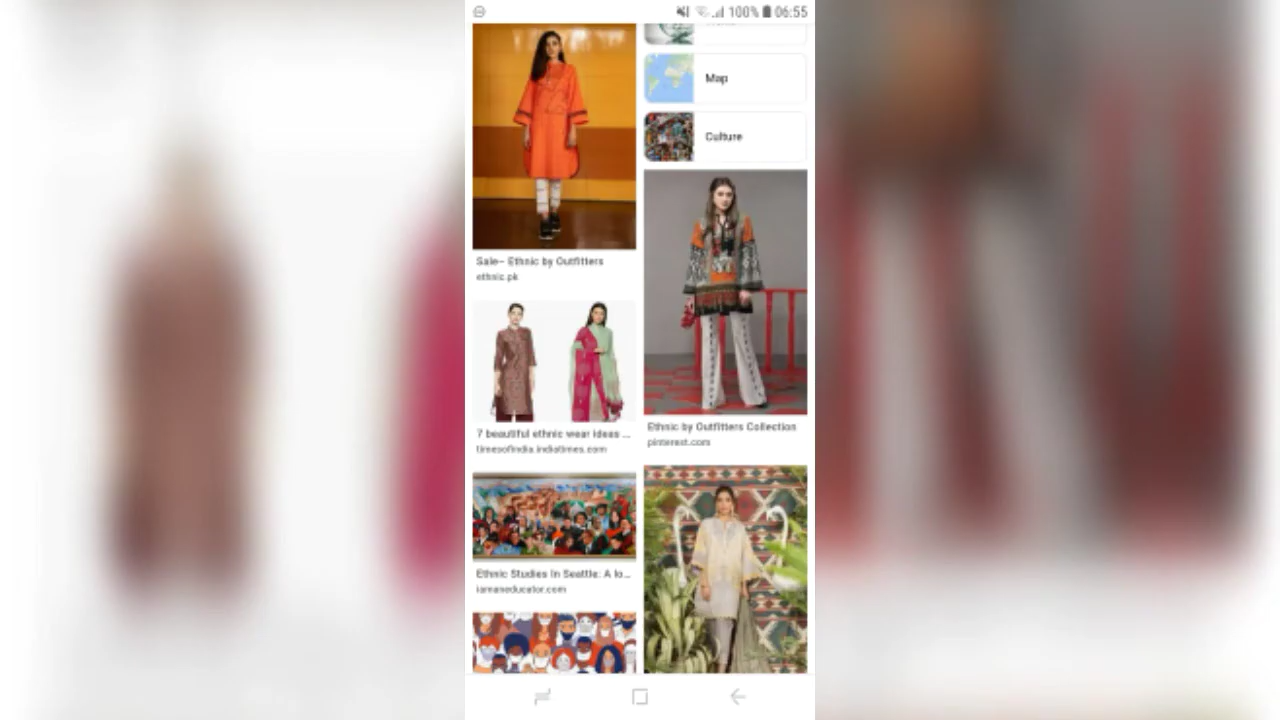 100% 06:55
Map
Culture
Sale– Ethnic by Outfitters
ethnic.pk
Ethnic by Outfitters Collection
pinterest.com
7 beautiful ethnic wear ideas ...
timesofindia.indiatimes.com
Ethnic Studies In Seattle: A lo...
iamaneducator.com